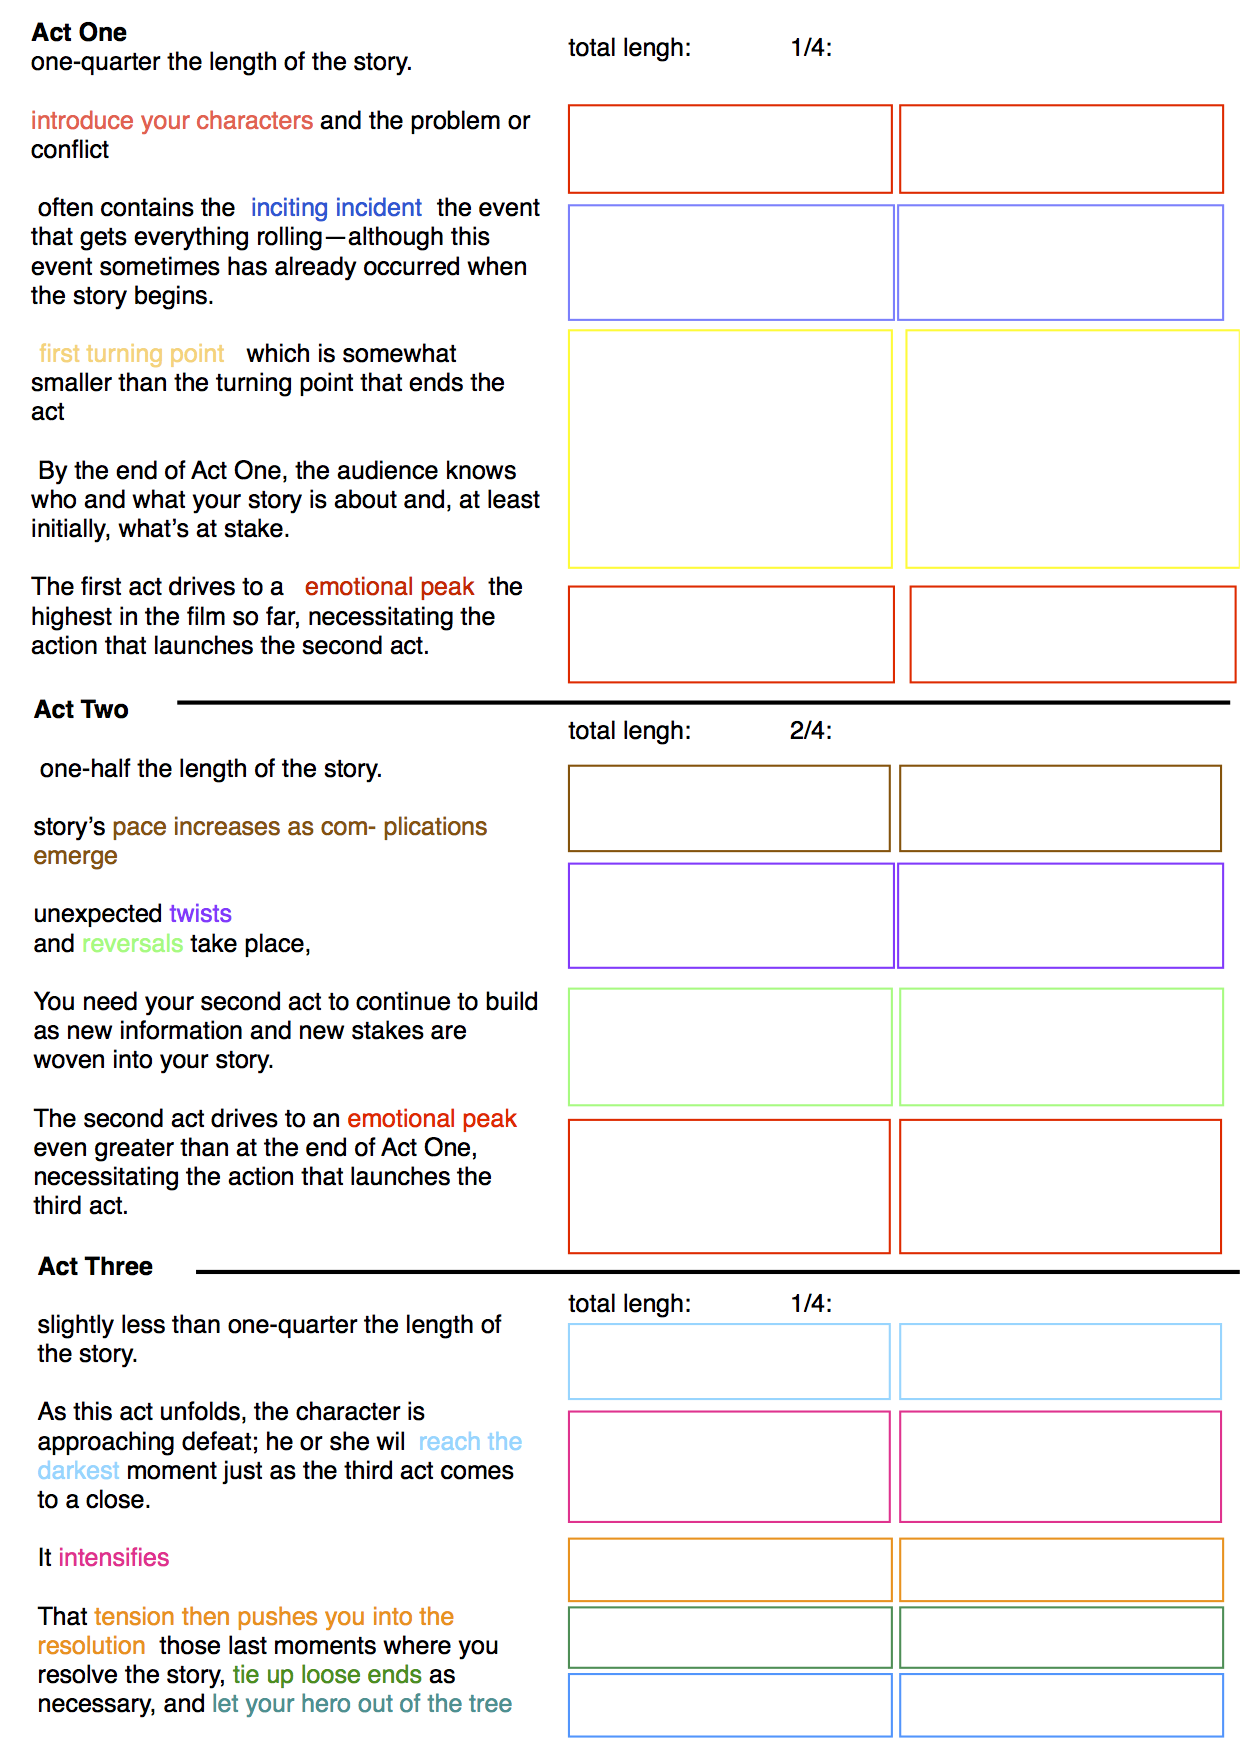 Act One
one-quarter the length of the story.
total lengh: 1/4:
introduce your characters and the problem or
conflict
often contains the inciting incident the event
that gets everything rolling—although this
event sometimes has already occurred when
the story begins.
first turning point which is somewhat
smaller than the turning point that ends the
act
By the end of Act One, the audience knows
who and what your story is about and, at least
initially, what's at stake.
The first act drives to a emotional peak the
highest in the film so far, necessitating the
action that launches the second act.
Act Two
total lengh: 2/4:
one-half the length of the story.
story's pace increases as com- plications
emerge
unexpected twists
and reversals take place,
You need your second act to continue to build
as new information and new stakes are
woven into your story.
The second act drives to an emotional peak
even greater than at the end of Act One,
necessitating the action that launches the
third act.
Act Three
total lengh: 1/4:
slightly less than one-quarter the length of
the story.
As this act unfolds, the character is
approaching defeat; he or she wil reach the
darkest moment just as the third act comes
to a close.
It intensifies
That tension then pushes you into the
resolution those last moments where you
resolve the story, tie up loose ends as
necessary, and let your hero out of the tree